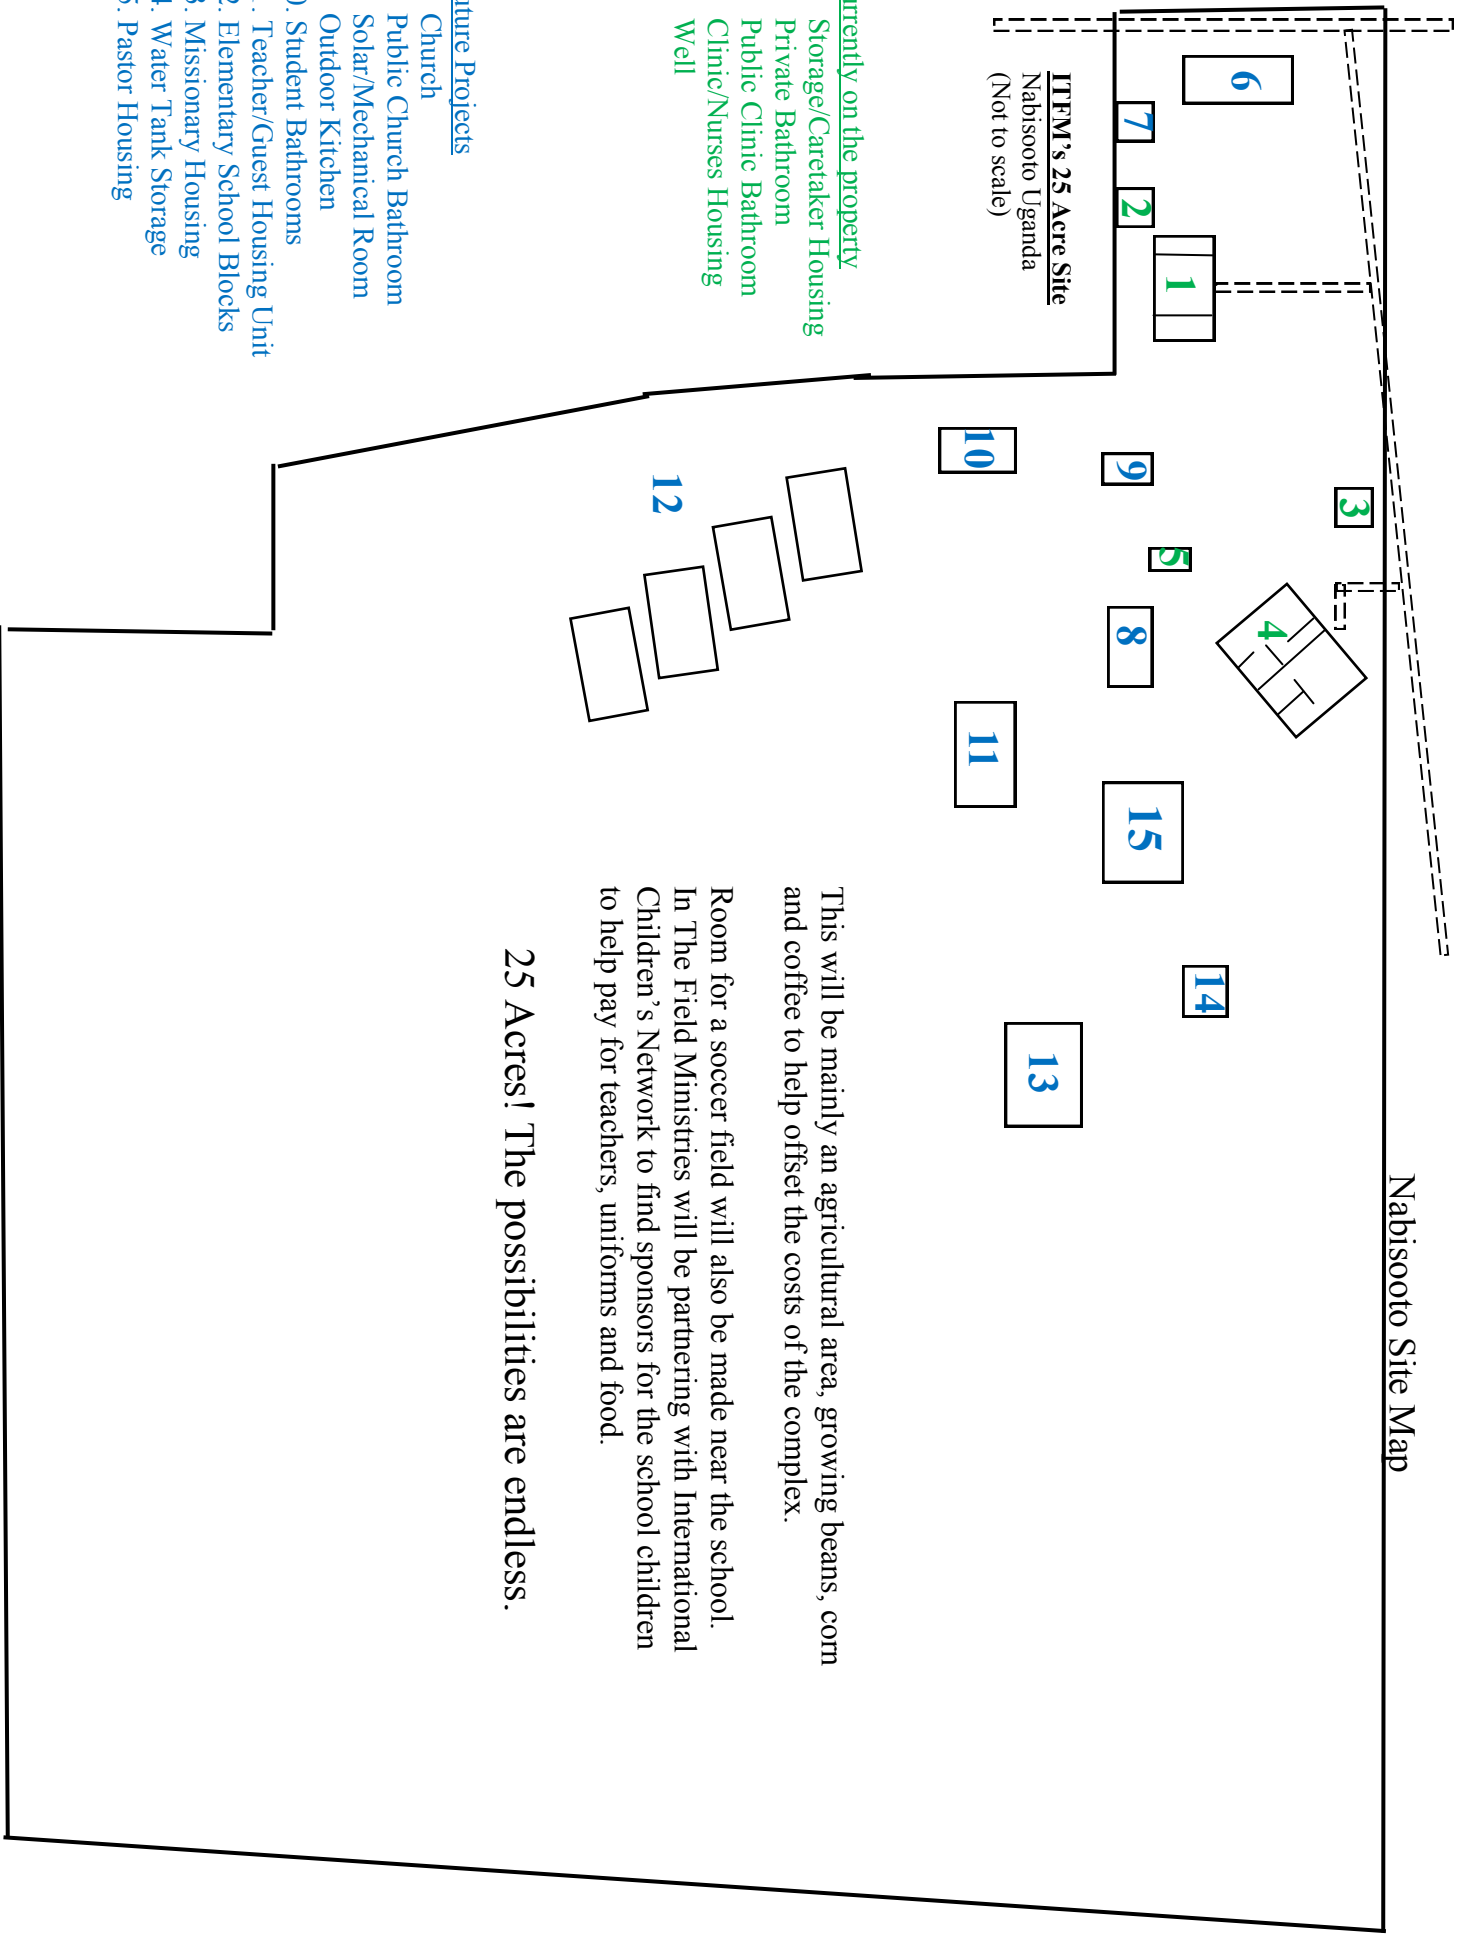 Nabisooto Site Map
3
4
6
14
1
5
15
7
2
9
8
ITFM's 25 Acre Site
Nabisooto Uganda
(Not to scale)
13
10
11
urrently on the property
Storage/Caretaker Housing
Private Bathroom
Public Clinic Bathroom
Clinic/Nurses Housing
Well
This will be mainly an agricultural area, growing beans, corn
and coffee to help offset the costs of the complex.
Room for a soccer field will also be made near the school.
In The Field Ministries will be partnering with International
Children's Network to find sponsors for the school children
to help pay for teachers, uniforms and food.
12
25 Acres! The possibilities are endless.
uture Projects
Church
Public Church Bathroom
Solar/Mechanical Room
Outdoor Kitchen
0. Student Bathrooms
. Teacher/Guest Housing Unit
2. Elementary School Blocks
3. Missionary Housing
4. Water Tank Storage
5. Pastor Housing